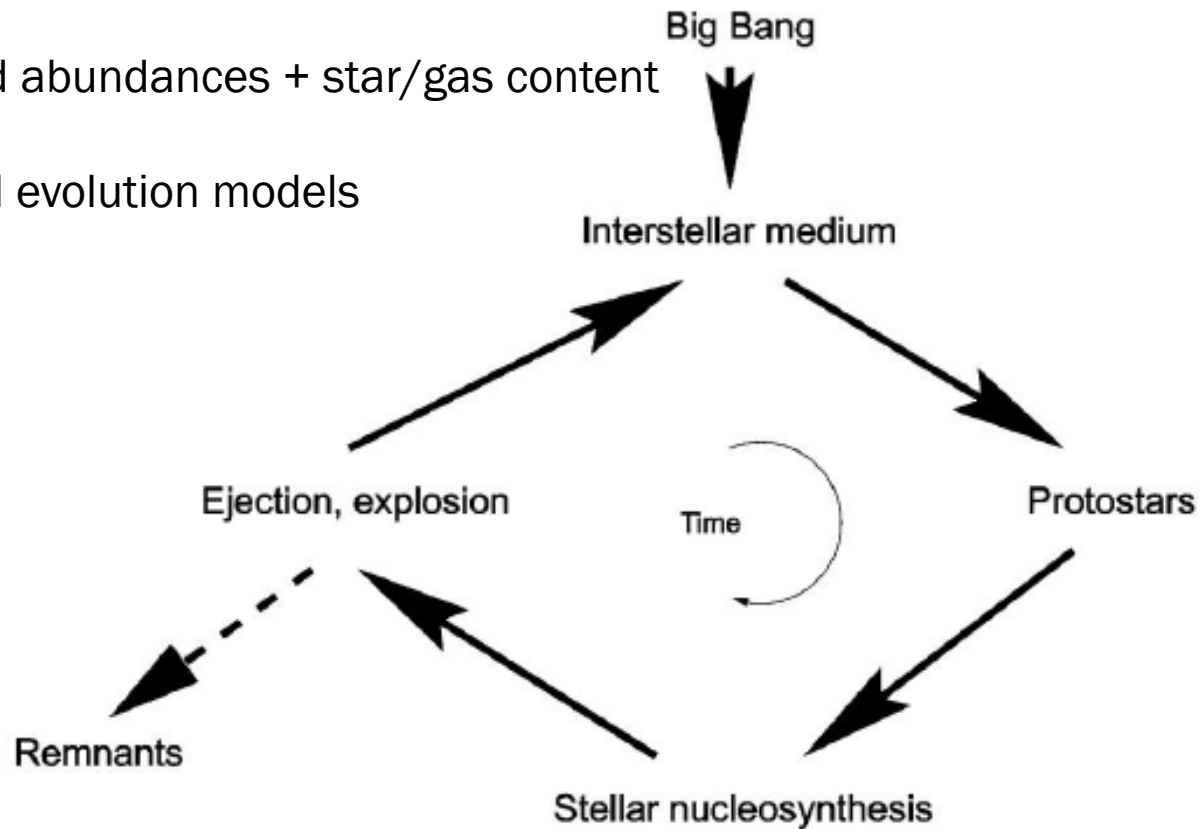 Big Bang
d abundances + star/gas content
l evolution models
Interstellar medium
Ejection, explosion
Time
Protostars
Remnants
Stellar nucleosynthesis